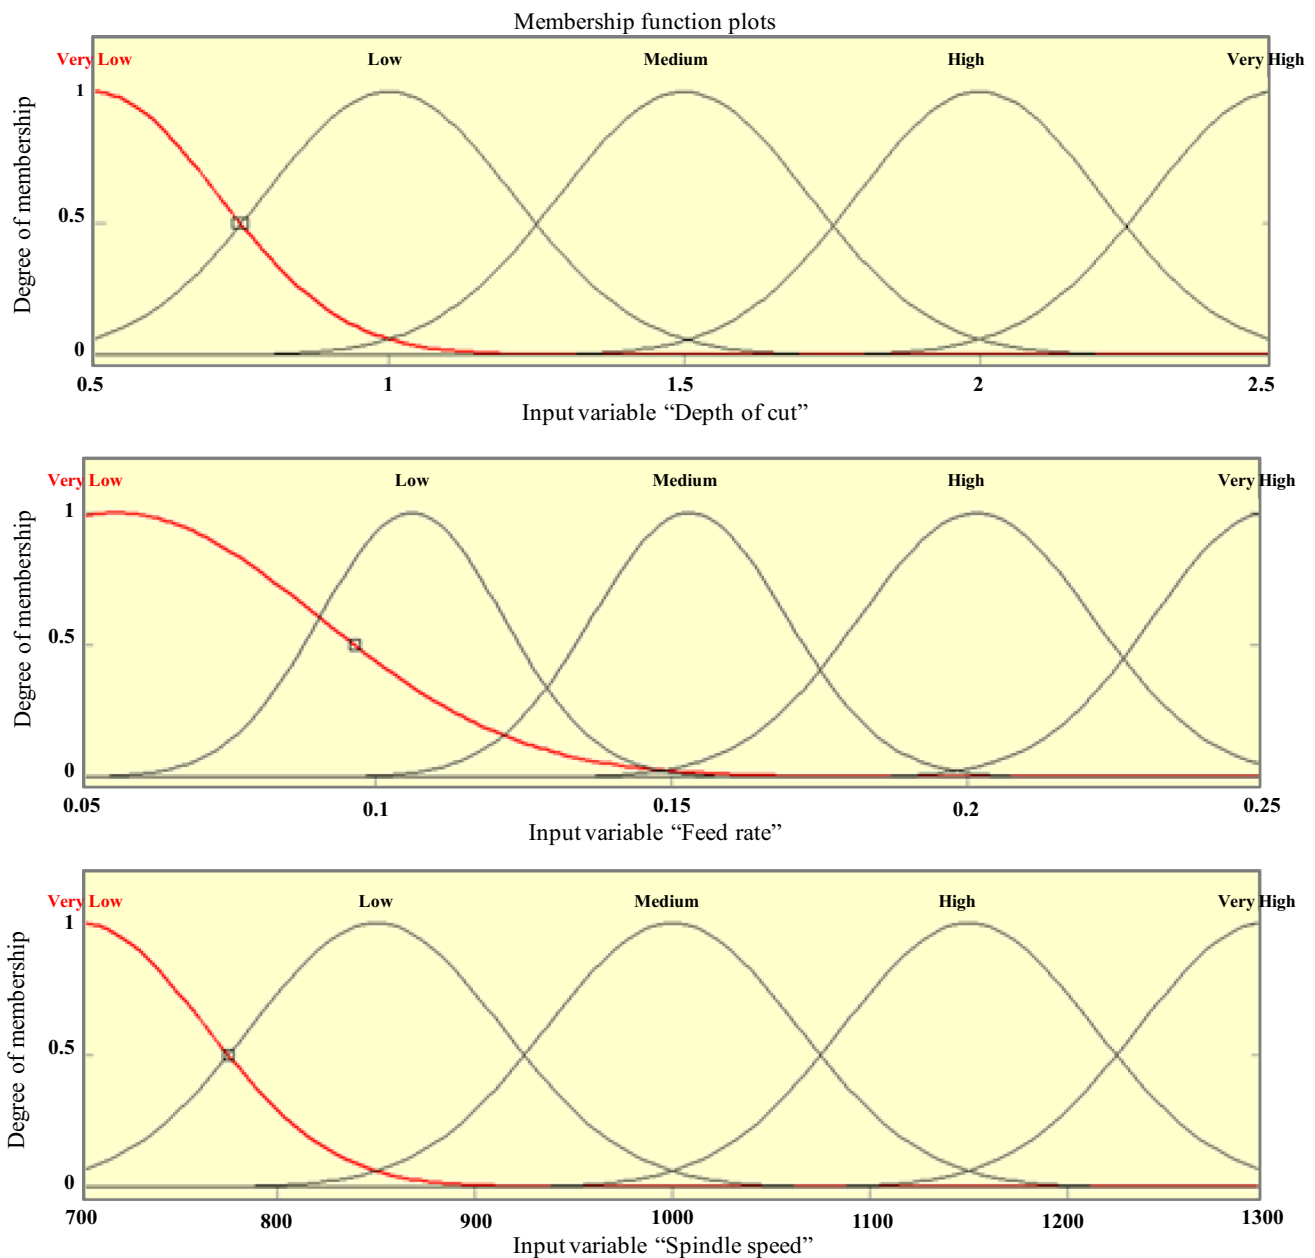 Membership function plots
Very Low Low Medium High Very High
Degree of membership
1
0.5
0
0.5 1 1.5 2 2.5
Input variable “Depth of cut”
Very Low Low Medium High Very High
Degree of membership
1
0.5
0
0.05 0.1 0.15 0.2 0.25
Input variable “Feed rate”
Very Low Low Medium High Very High
Degree of membership
1
0.5
0
700 800 900 1000 1100 1200 1300
Input variable “Spindle speed”